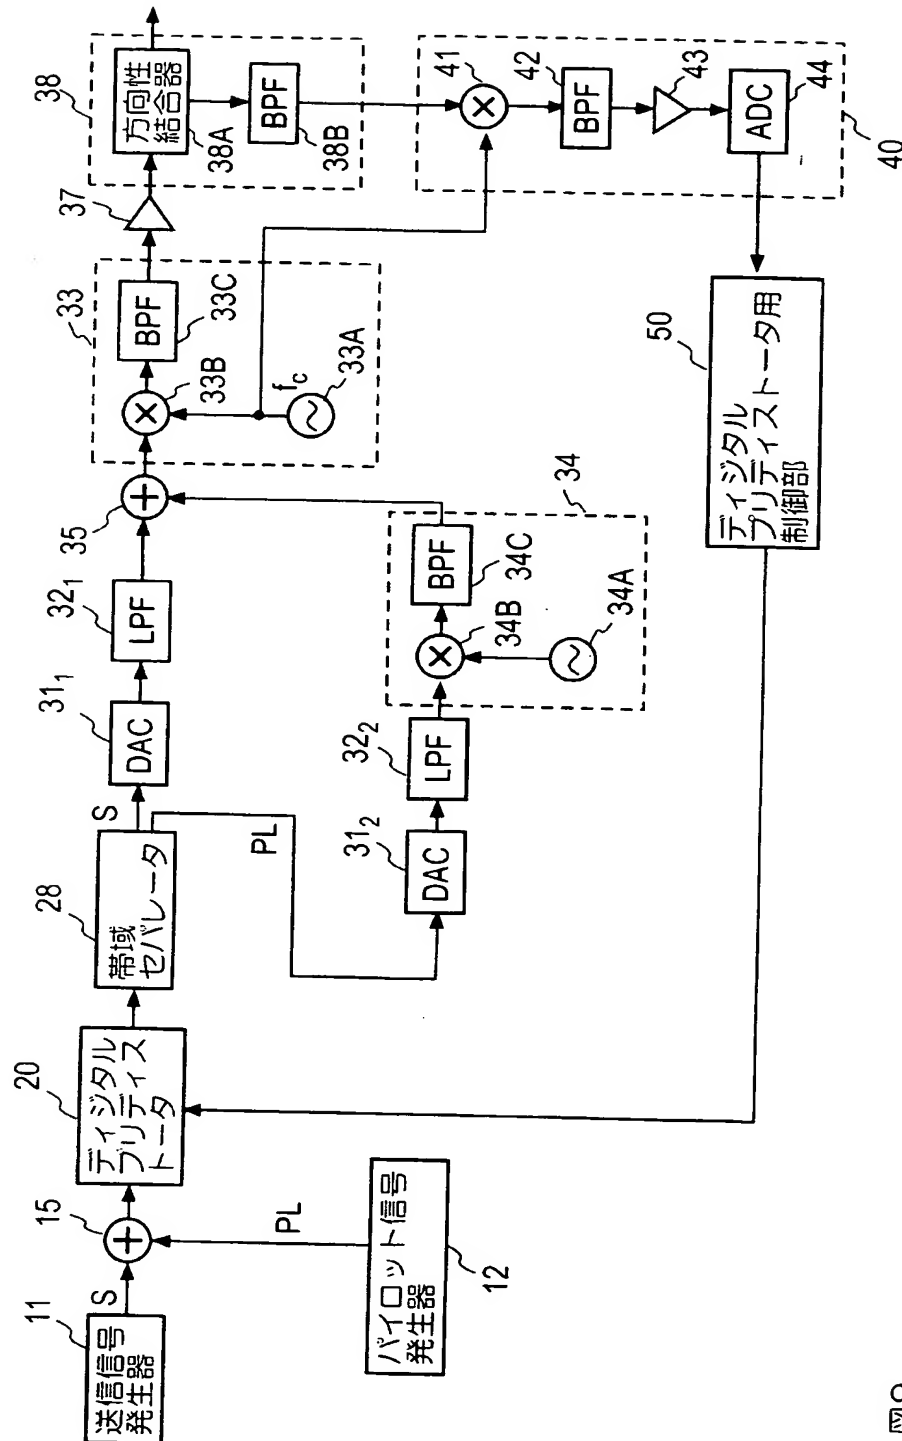 11
送信信号
発生器
S
15
12
パイロット信号
発生器
PL
20
ディジタル
プリディス
トータ
28
帯域
セパレータ
S
PL
31₁
DAC
32₁
LPF
31₂
DAC
32₂
LPF
35
34
34B
34A
BPF
34C
33
33B
fc
33A
BPF
33C
37
38
方向性
結合器
38A
BPF
38B
41
42
BPF
43
ADC
44
40
50
ディジタル
プリディストータ用
制御部
図